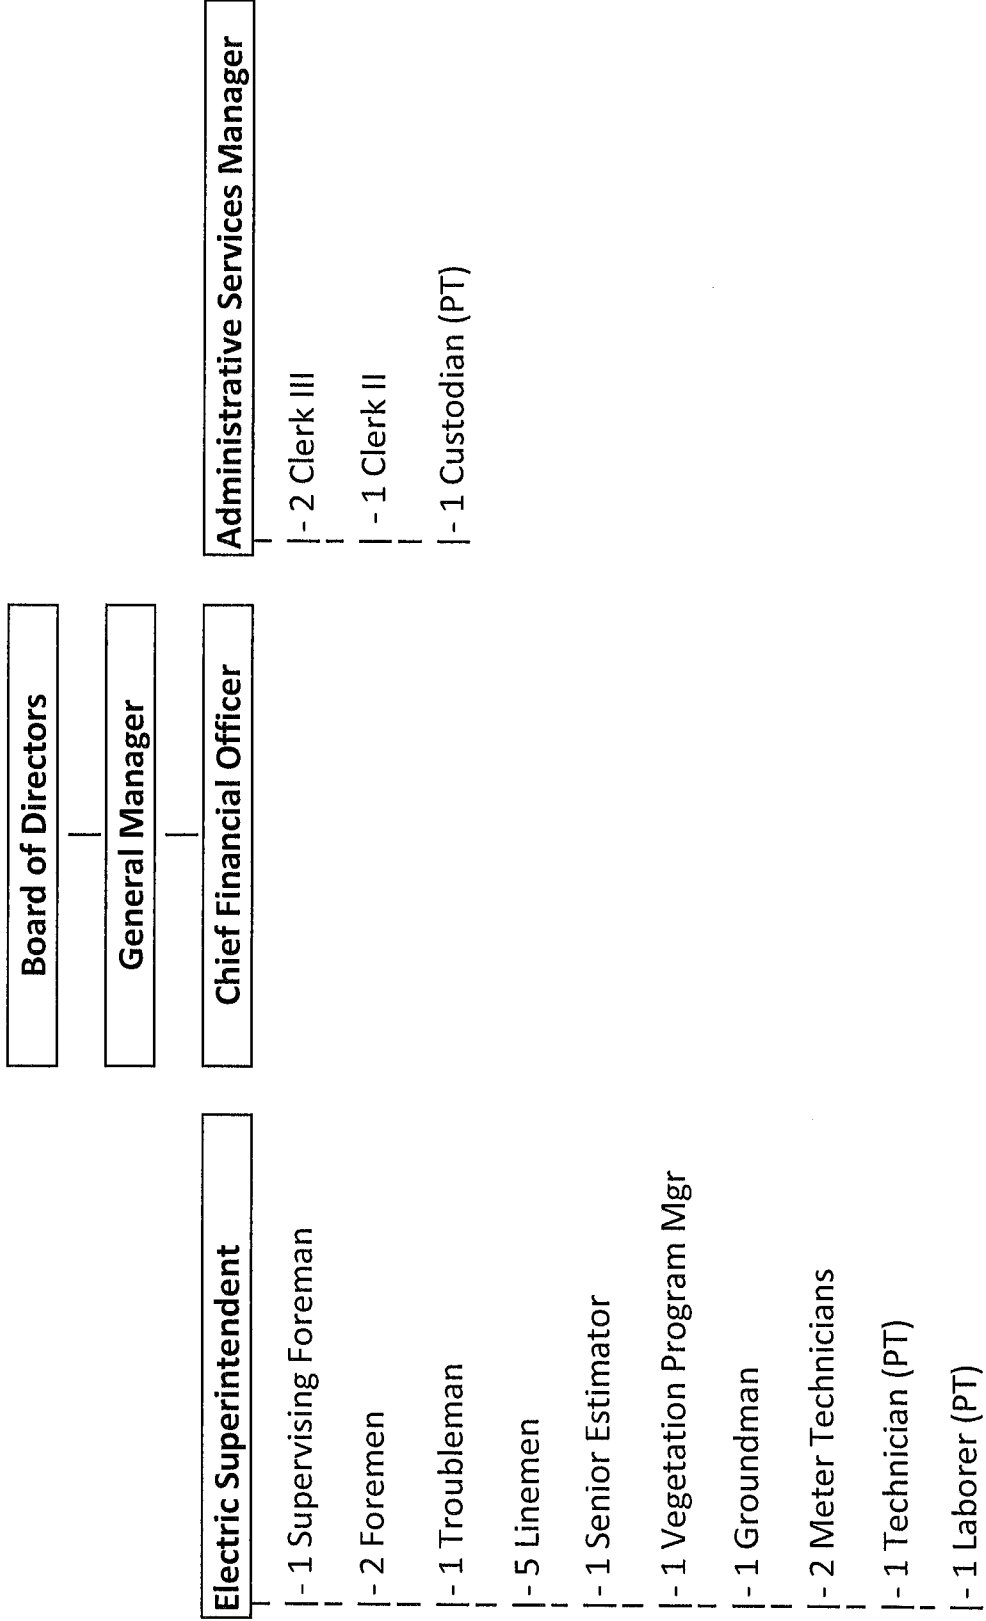 Board of Directors
General Manager
Electric Superintendent
Chief Financial Officer
Administrative Services Manager
|- 1 Supervising Foreman
|- 2 Foremen
|- 1 Troubleman
|- 5 Linemen
|- 1 Senior Estimator
|- 1 Vegetation Program Mgr
|- 1 Groundman
|- 2 Meter Technicians
|- 1 Technician (PT)
|- 1 Laborer (PT)
|- 2 Clerk III
|- 1 Clerk II
|- 1 Custodian (PT)